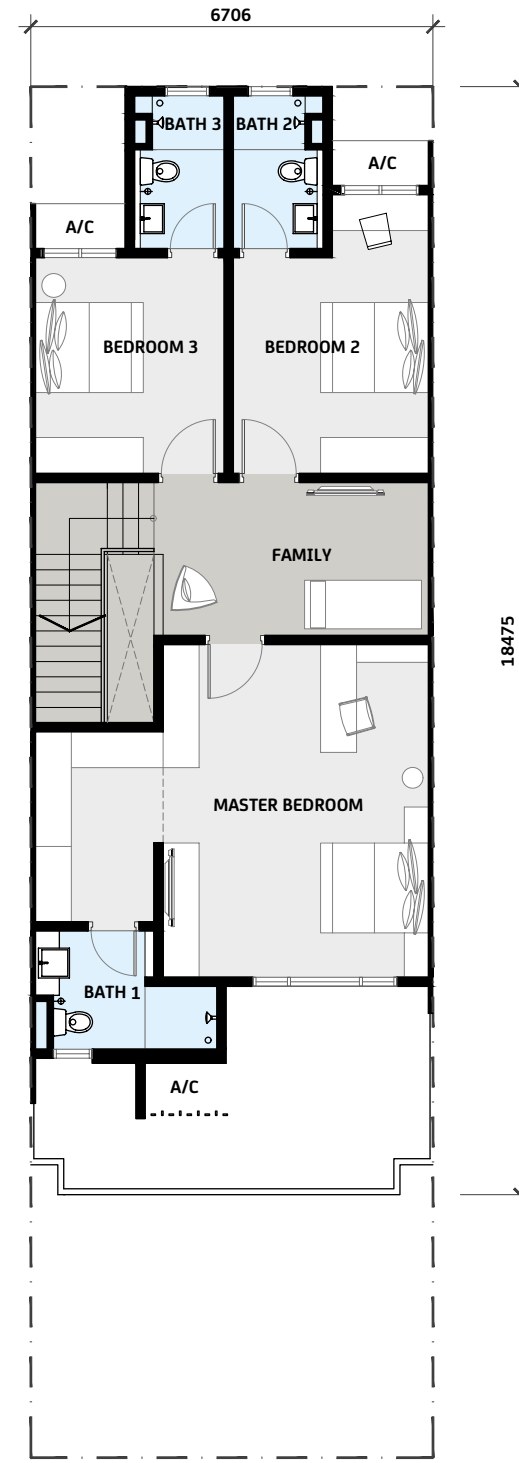 6706
BATH 3
BATH 2
A/C
A/C
BEDROOM 3
BEDROOM 2
FAMILY
18475
MASTER BEDROOM
BATH 1
A/C